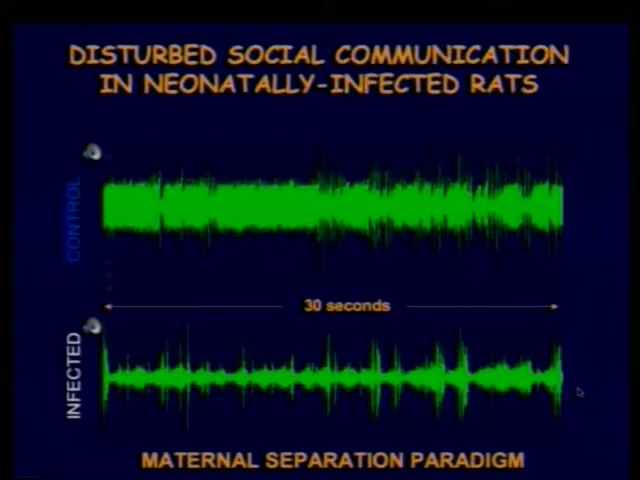 DISTURBED SOCIAL COMMUNICATION
IN NEONATALLY-INFECTED RATS
CONTROL
30 seconds
INFECTED
MATERNAL SEPARATION PARADIGM